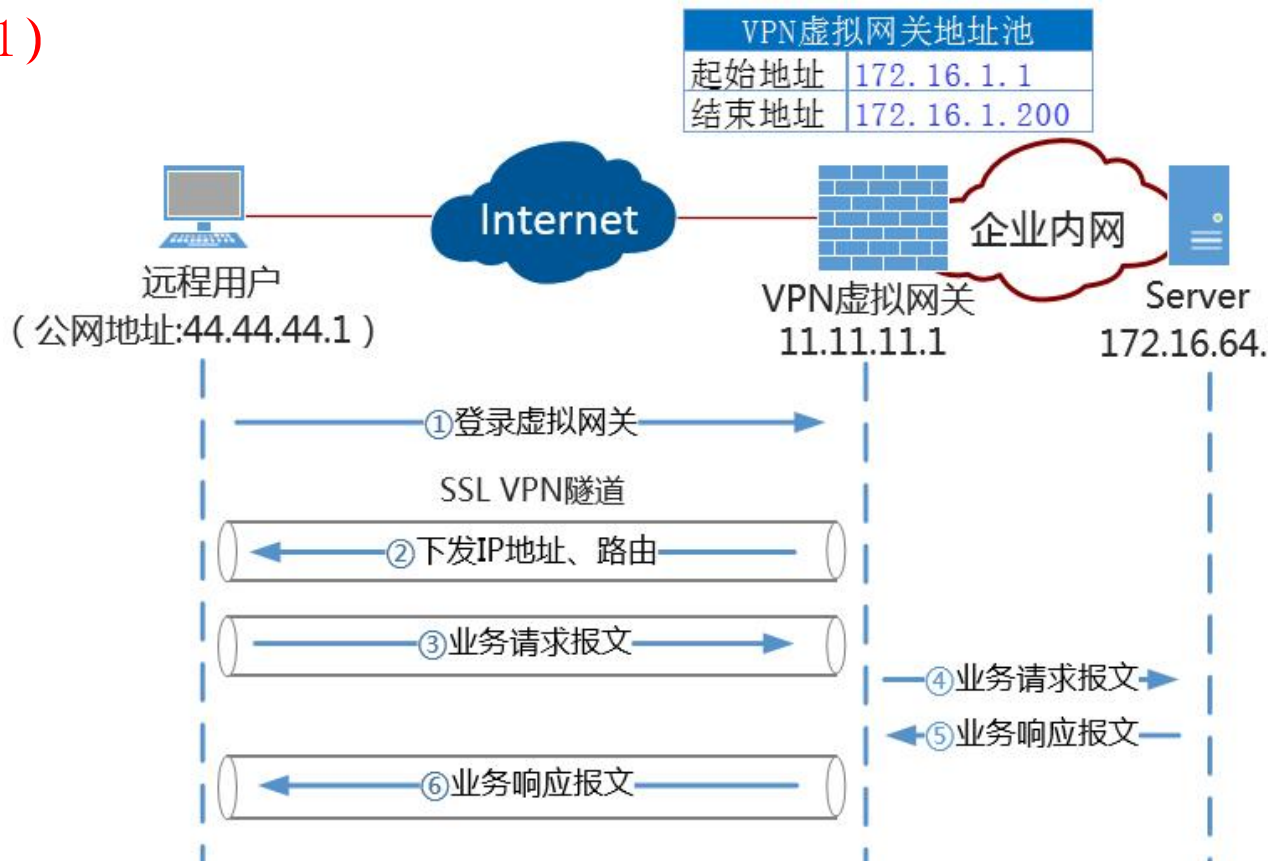 1)
VPN虚拟网关地址池
起始地址 172.16.1.1
结束地址 172.16.1.200
Internet
企业内网
远程用户
(公网地址:44.44.44.1)
VPN虚拟网关
11.11.11.1
Server
172.16.64.
①登录虚拟网关
SSL VPN隧道
②下发IP地址、路由
③业务请求报文
④业务请求报文
⑤业务响应报文
⑥业务响应报文